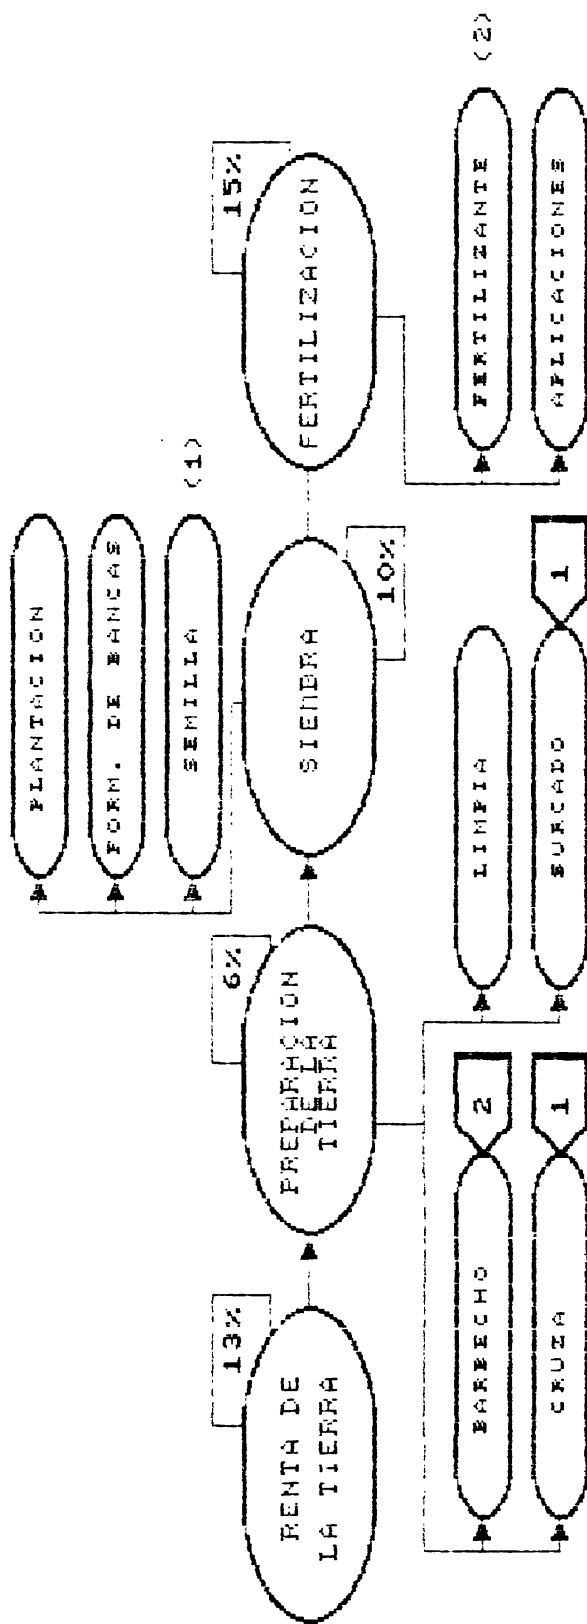 PLANTACION
FORM. DE BANCAS
SEMILLA (1)
13%
6%
10%
15%
RENTA DE
LA TIERRA
PREPARACION
DE LA
TIERRA
SIEMBRA
FERTILIZACION
BARBECHO 2
CRUZA 1
LIMPIA
SURCADO 1
FERTILIZANTE (2)
APLICACIONES